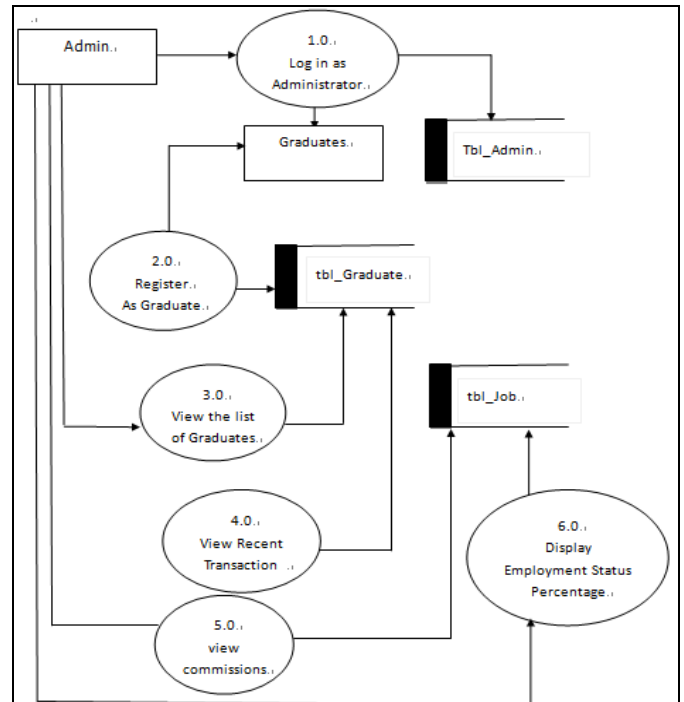 Admin.
1.0.
Log in as
Administrator.
Graduates.
Tbl_Admin.
2.0.
Register.
As Graduate.
tbl_Graduate.
3.0.
View the list
of Graduates.
tbl_Job.
4.0.
View Recent
Transaction .
6.0.
Display
Employment Status
Percentage.
5.0.
view
commissions.